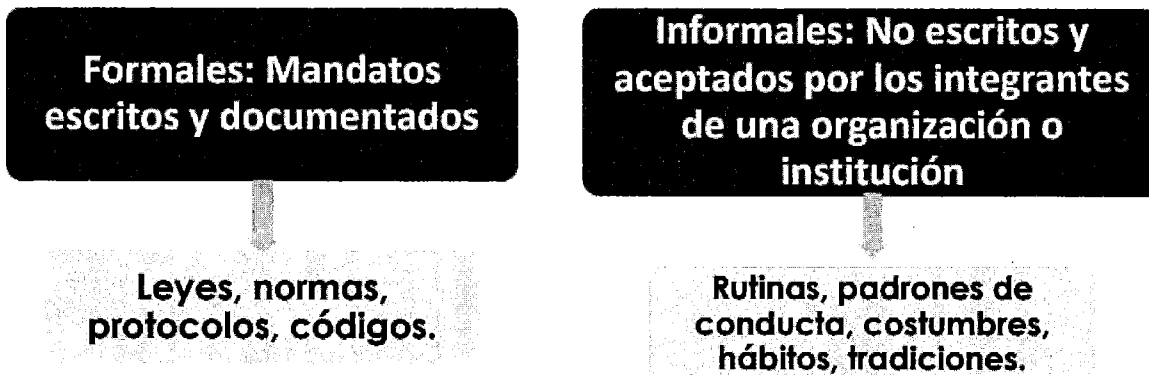 Formales: Mandatos
escritos y documentados
Leyes, normas,
protocolos, códigos.
Informales: No escritos y
aceptados por los integrantes
de una organización o
institución
Rutinas, padrones de
conducta, costumbres,
hábitos, tradiciones.